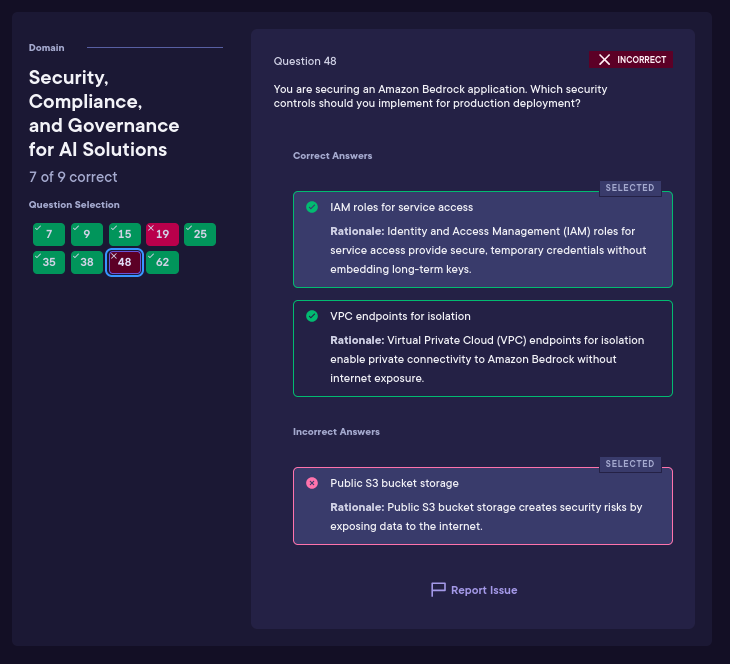 Domain
Security,
Compliance,
and Governance
for AI Solutions
7 of 9 correct
Question Selection
7 9 15 19 25
35 38 48 62
Question 48
INCORRECT
You are securing an Amazon Bedrock application. Which security
controls should you implement for production deployment?
Correct Answers
SELECTED
IAM roles for service access
Rationale: Identity and Access Management (IAM) roles for
service access provide secure, temporary credentials without
embedding long-term keys.
VPC endpoints for isolation
Rationale: Virtual Private Cloud (VPC) endpoints for isolation
enable private connectivity to Amazon Bedrock without
internet exposure.
Incorrect Answers
SELECTED
Public S3 bucket storage
Rationale: Public S3 bucket storage creates security risks by
exposing data to the internet.
Report Issue